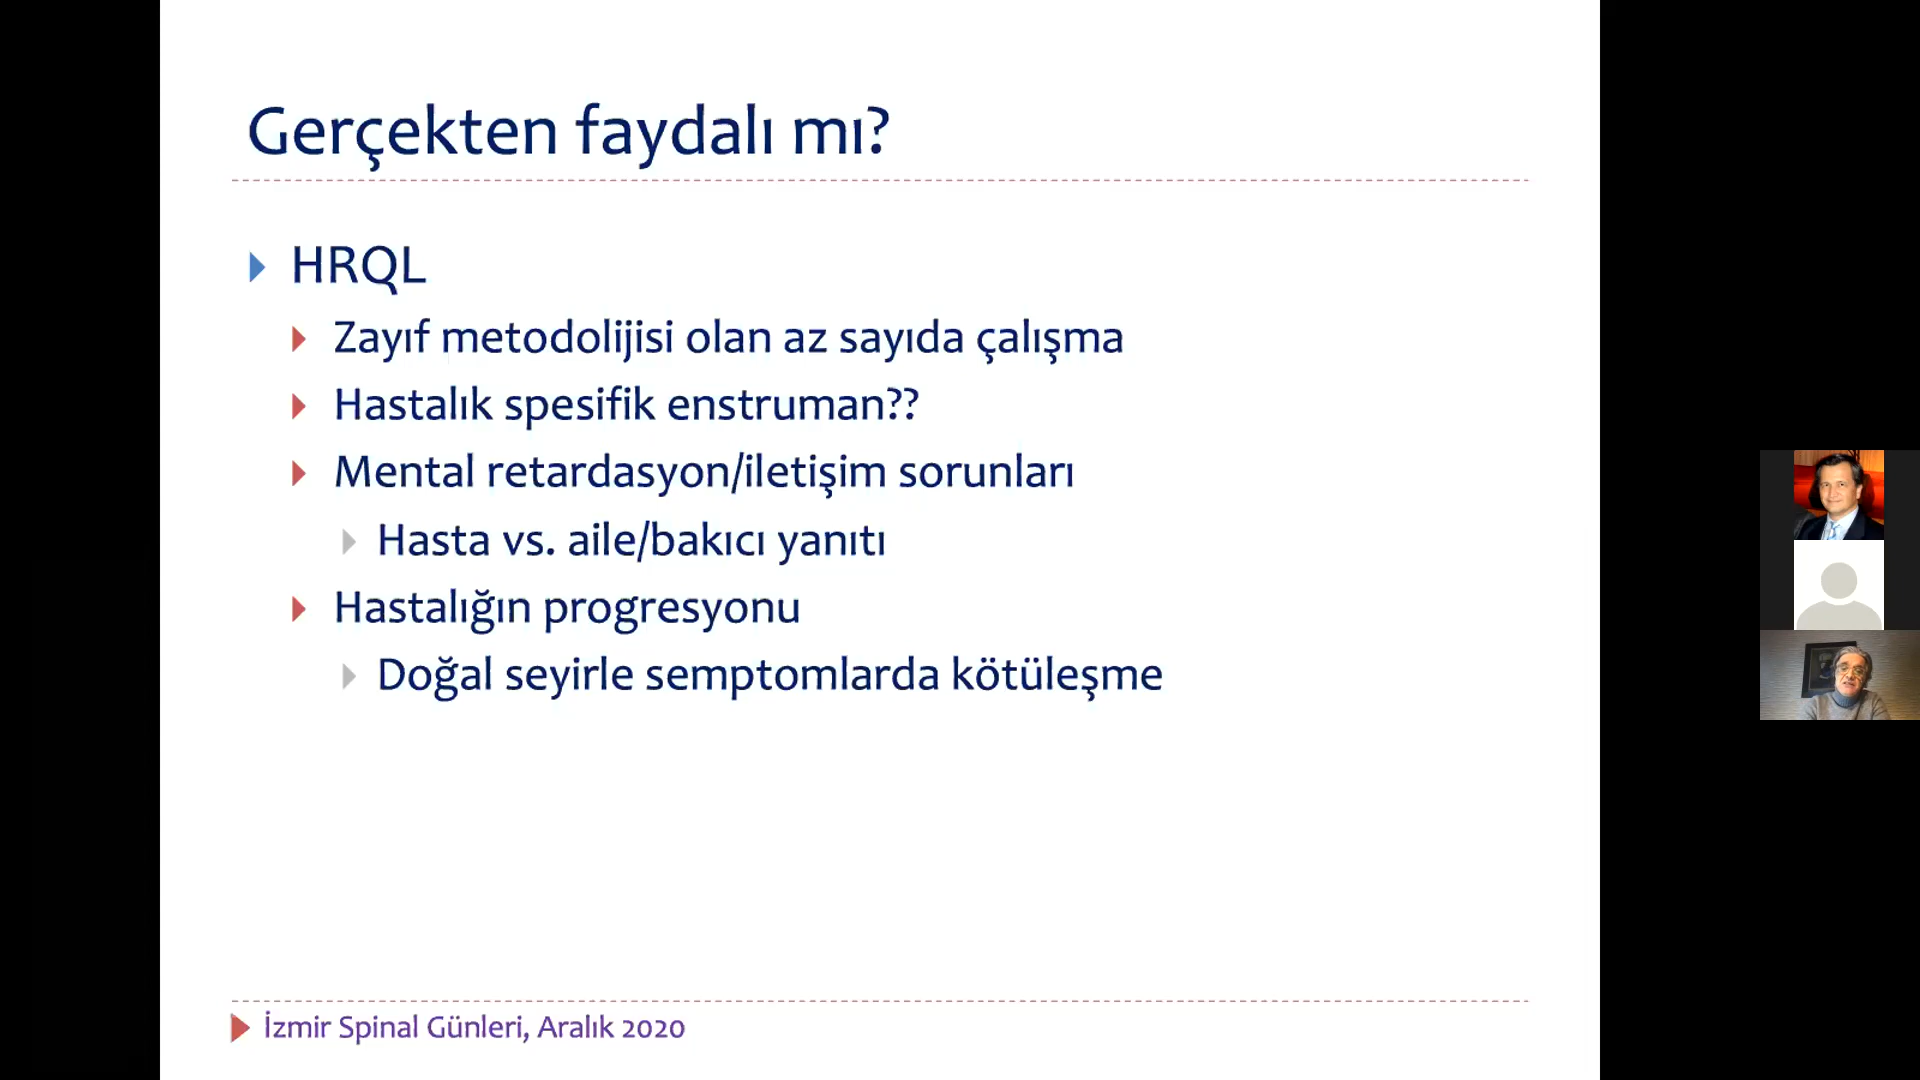 Gerçekten faydalı mı?
HRQL
Zayıf metodolijisi olan az sayıda çalışma
Hastalık spesifik enstruman??
Mental retardasyon/iletişim sorunları
Hasta vs. aile/bakıcı yanıtı
Hastalığın progresyonu
Doğal seyirle semptomlarda kötüleşme
İzmir Spinal Günleri, Aralık 2020